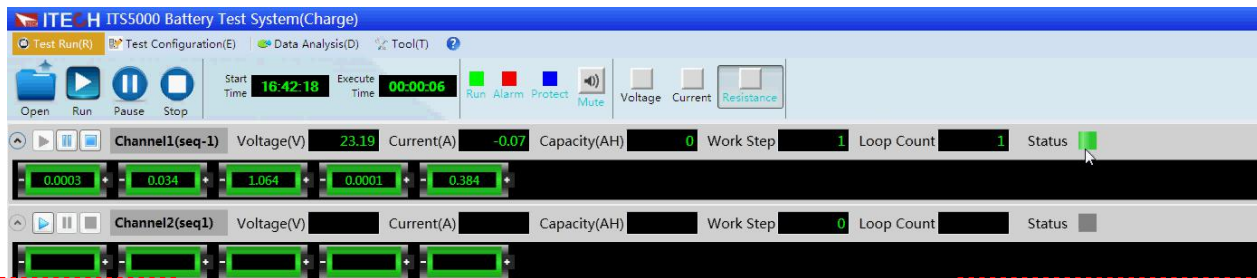 ITECH ITS5000 Battery Test System(Charge)
Test Run(R) Test Configuration(E) Data Analysis(D) Tool(T) ?
Start Time 16:42:18 Execute Time 00:00:06
Open Run Pause Stop Run Alarm Protect Mute Voltage Current Resistance
Channel1(seq-1) Voltage(V) 23.19 Current(A) -0.07 Capacity(AH) 0 Work Step 1 Loop Count 1 Status
- 0.0003 + - 0.034 + - 1.064 + - 0.0001 + - 0.384 +
Channel2(seq1) Voltage(V) Current(A) Capacity(AH) Work Step 0 Loop Count Status
- + - + - + - + - +